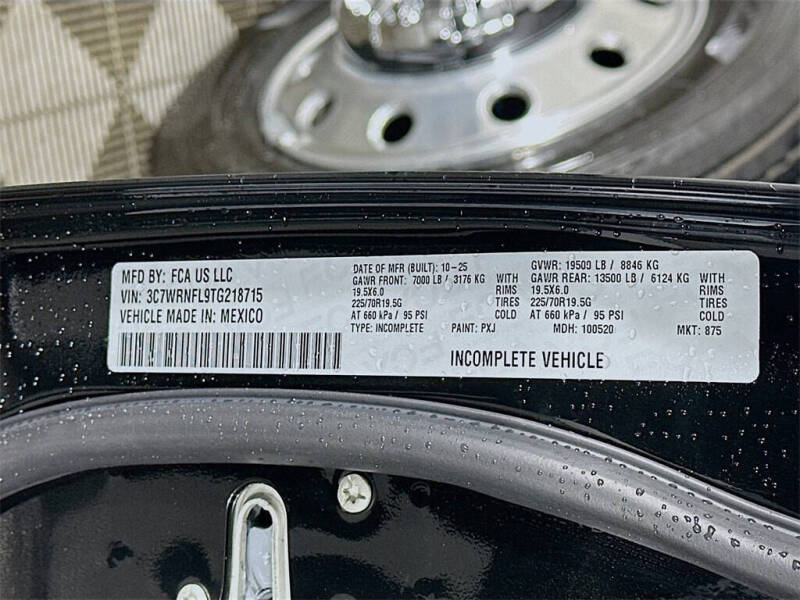 MFD BY: FCA US LLC
VIN: 3C7WRNFL9TG218715
VEHICLE MADE IN: MEXICO
DATE OF MFR (BUILT): 10-25
GAWR FRONT: 7000 LB / 3176 KG WITH
19.5X6.0 RIMS
225/70R19.5G TIRES
AT 660 kPa / 95 PSI COLD
TYPE: INCOMPLETE PAINT: PXJ
GVWR: 19500 LB / 8846 KG
GAWR REAR: 13500 LB / 6124 KG WITH
19.5X6.0 RIMS
225/70R19.5G TIRES
AT 660 kPa / 95 PSI COLD
MDH: 100520 MKT: 875
INCOMPLETE VEHICLE